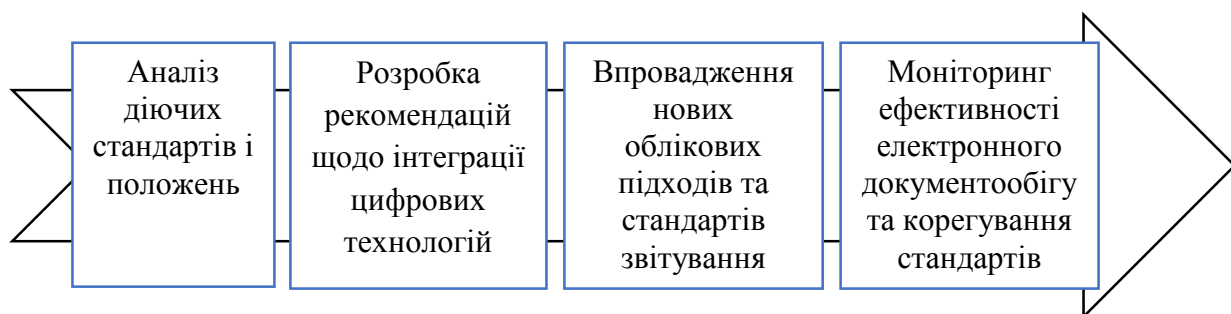 Аналіз
діючих
стандартів і
положень
Розробка
рекомендацій
щодо інтеграції
цифрових
технологій
Впровадження
нових
облікових
підходів та
стандартів
звітування
Моніторинг
ефективності
електронного
документообігу
та корегування
стандартів